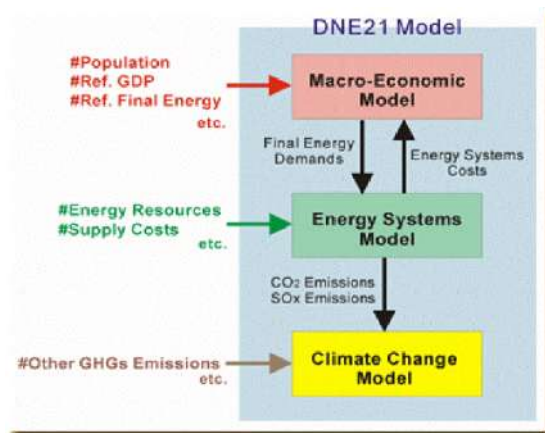 DNE21 Model
#Population
#Ref. GDP
#Ref. Final Energy
etc.
Macro-Economic
Model
Final Energy
Demands
Energy Systems
Costs
#Energy Resources
#Supply Costs
etc.
Energy Systems
Model
CO₂ Emissions
SOx Emissions
#Other GHGs Emissions
etc.
Climate Change
Model